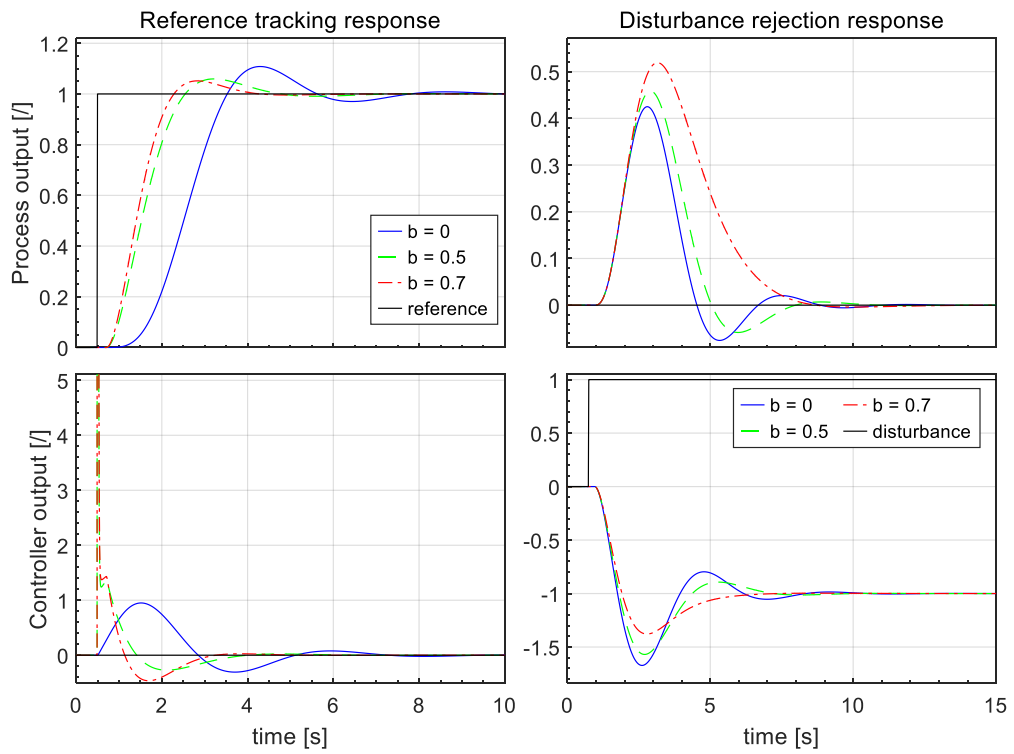 Reference tracking response
Disturbance rejection response
Process output [/]
1.2
1
0.8
0.6
0.4
0.2
0
b = 0
b = 0.5
b = 0.7
reference
0.5
0.4
0.3
0.2
0.1
0
Controller output [/]
5
4
3
2
1
0
0 2 4 6 8 10
time [s]
1
0.5
0
-0.5
-1
-1.5
b = 0 b = 0.7
b = 0.5 disturbance
0 5 10 15
time [s]